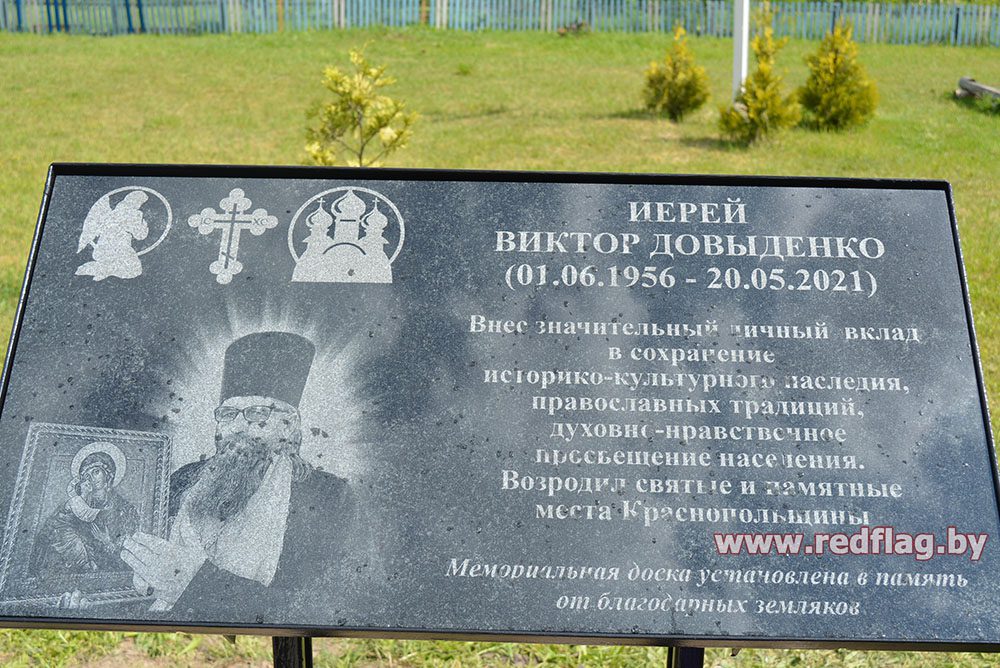 ИЕРЕЙ
ВИКТОР ДОВЫДЕНКО
(01.06.1956 - 20.05.2021)
Внес значительный личный вклад
в сохранение
историко-культурного наследия,
православных традиций,
духовно-нравственное
просвещение населения.
Возродил святые и памятные
места Краснопольщины
www.redflag.by
Мемориальная доска установлена в память
от благодарных земляков